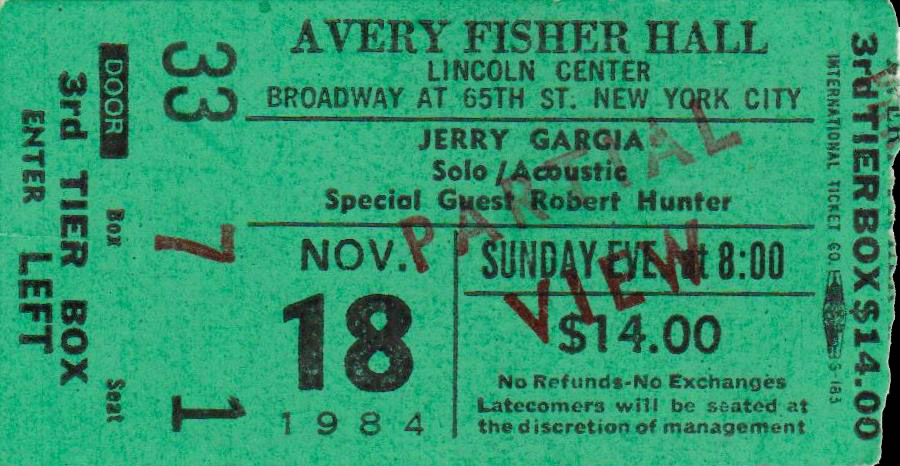 AVERY FISHER HALL
LINCOLN CENTER
BROADWAY AT 65TH ST. NEW YORK CITY
JERRY GARGIA
Solo/Acoustic
Special Guest Robert Hunter
NOV. 18 1984
SUNDAY EVE at 8:00
$14.00
No Refunds-No Exchanges
Latecomers will be seated at
the discretion of management
PARTIAL
VIEW
DOOR 33
Box 7
Seat 1
3rd TIER BOX
ENTER LEFT
INTERNATIONAL TICKET CO.
3rd TIER BOX $14.00